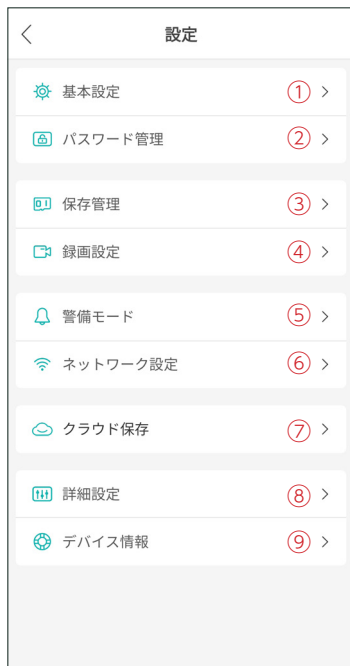 設定
基本設定 ①
パスワード管理 ②
保存管理 ③
録画設定 ④
警備モード ⑤
ネットワーク設定 ⑥
クラウド保存 ⑦
詳細設定 ⑧
デバイス情報 ⑨